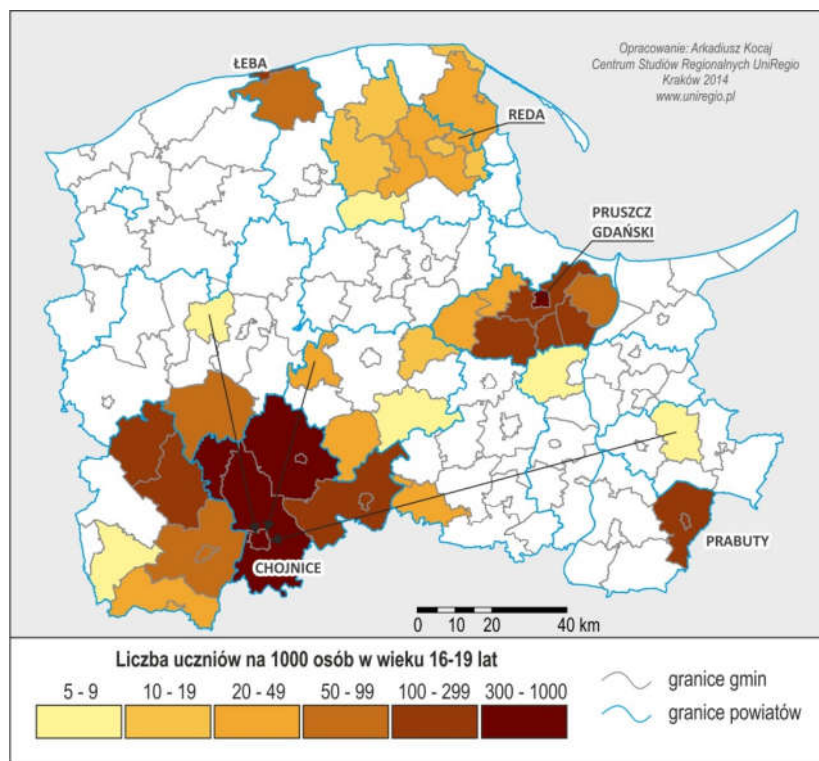 Opracowanie: Arkadiusz Kocaj
Centrum Studiów Regionalnych UniRegio
Kraków 2014
www.uniregio.pl
ŁEBA
REDA
PRUSZCZ
GDAŃSKI
PRABUTY
CHOJNICE
0 10 20 40 km
Liczba uczniów na 1000 osób w wieku 16-19 lat
5 - 9 10 - 19 20 - 49 50 - 99 100 - 299 300 - 1000
granice gmin
granice powiatów